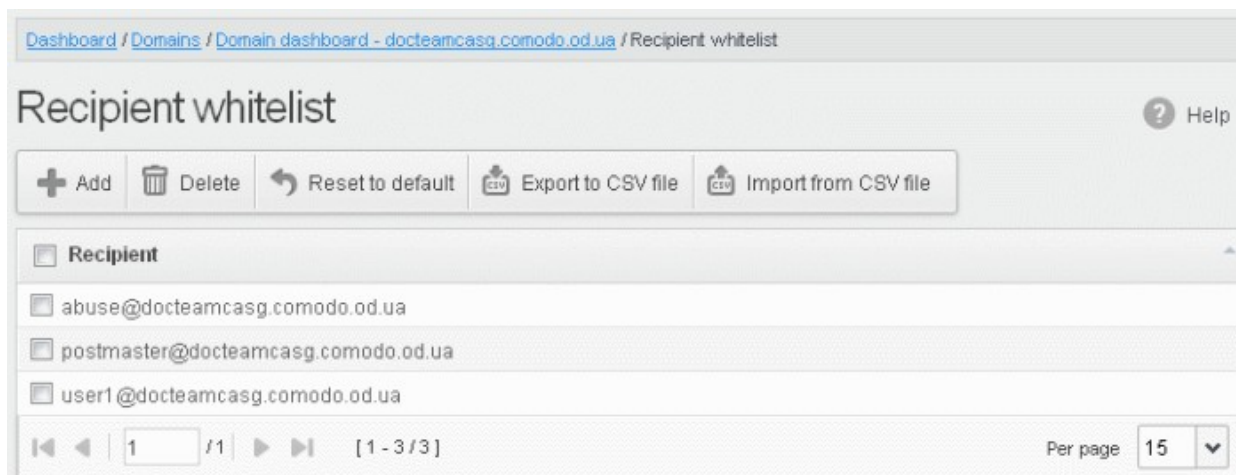 Dashboard / Domains / Domain dashboard - docteamcasg.comodo.od.ua / Recipient whitelist
Recipient whitelist
? Help
Add Delete Reset to default CSV Export to CSV file CSV Import from CSV file
Recipient
abuse@docteamcasg.comodo.od.ua
postmaster@docteamcasg.comodo.od.ua
user1@docteamcasg.comodo.od.ua
1 /1 [1-3/3] Per page 15